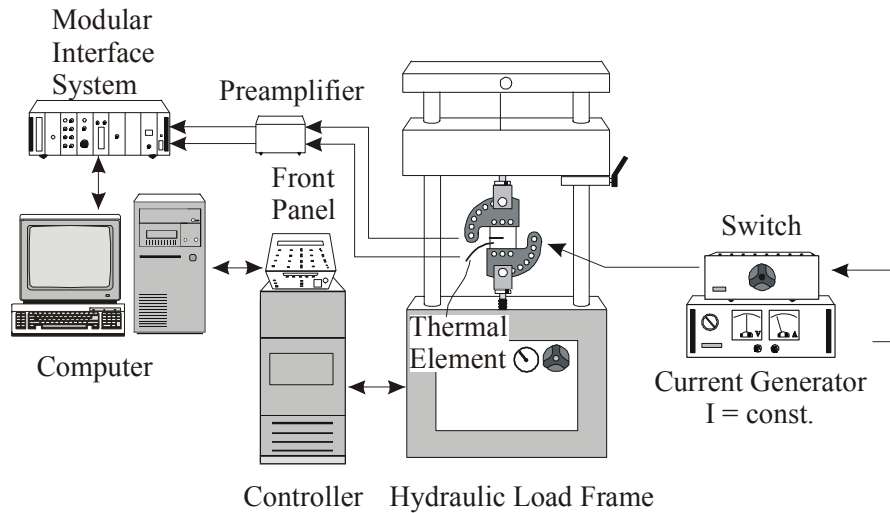 Modular
Interface
System
Preamplifier
Front
Panel
Switch
Thermal
Element
V
A
Computer
Current Generator
I = const.
Controller
Hydraulic Load Frame